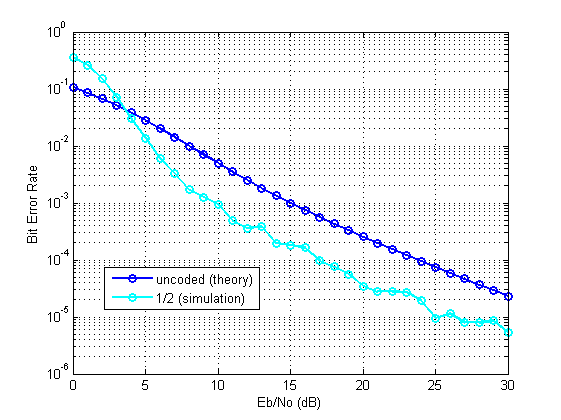 10^0
10^-1
10^-2
10^-3
10^-4
10^-5
10^-6
Bit Error Rate
uncoded (theory)
1/2 (simulation)
0 5 10 15 20 25 30
Eb/No (dB)